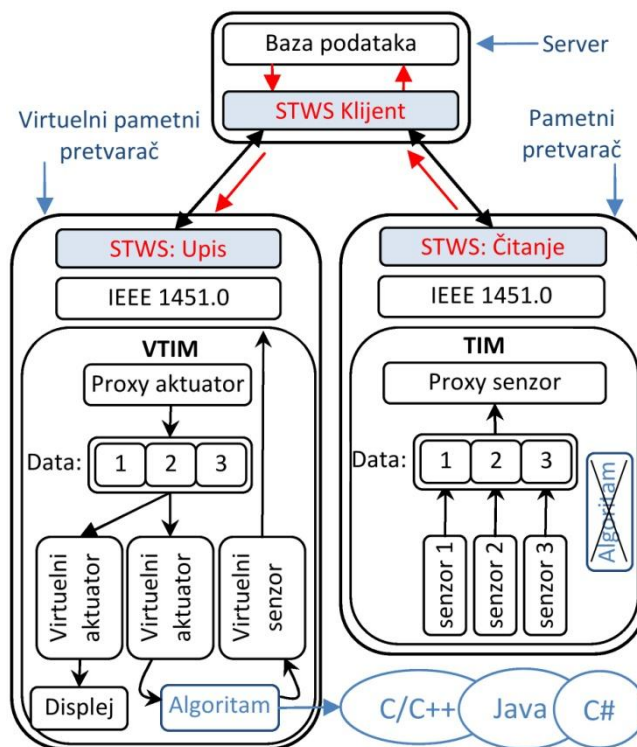 Baza podataka
Server
STWS Klijent
Virtuelni pametni
pretvarač
Pametni
pretvarač
STWS: Upis
IEEE 1451.0
VTIM
Proxy aktuator
Data:
1
2
3
Virtuelni
aktuator
Virtuelni
aktuator
Virtuelni
senzor
Displej
Algoritam
STWS: Čitanje
IEEE 1451.0
TIM
Proxy senzor
Data:
1
2
3
Algoritam
senzor 1
senzor 2
senzor 3
C/C++
Java
C#